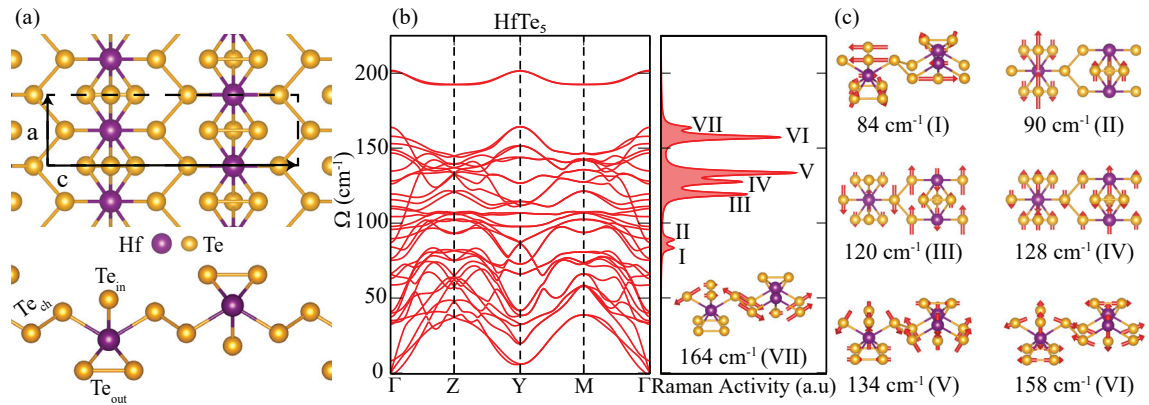 (a)
a
c
Hf Te
Te_ch
Te_in
Te_out
(b)
HfTe₅
Ω (cm⁻¹)
200
150
100
50
0
Γ Z Y M Γ
VII
VI
V
IV
III
II
I
164 cm⁻¹ (VII)
Raman Activity (a.u)
(c)
84 cm⁻¹ (I)
90 cm⁻¹ (II)
120 cm⁻¹ (III)
128 cm⁻¹ (IV)
134 cm⁻¹ (V)
158 cm⁻¹ (VI)